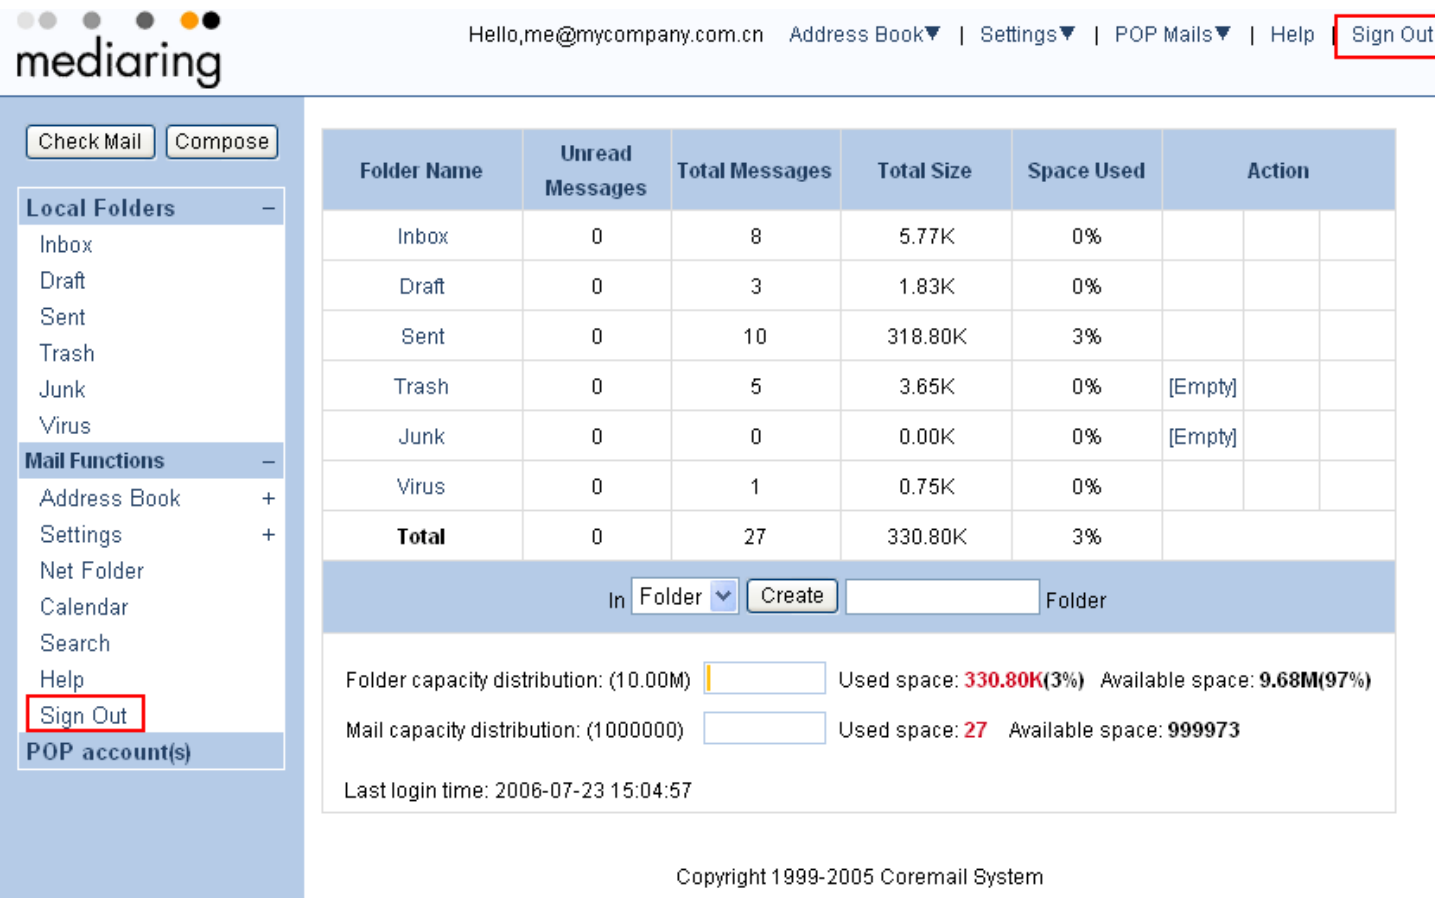 mediaring
Hello,me@mycompany.com.cn Address Book▼ | Settings▼ | POP Mails▼ | Help | Sign Out
Check Mail Compose
Local Folders −
Inbox
Draft
Sent
Trash
Junk
Virus
Mail Functions −
Address Book +
Settings +
Net Folder
Calendar
Search
Help
Sign Out
POP account(s)
Folder Name Unread Messages Total Messages Total Size Space Used Action
Inbox 0 8 5.77K 0%
Draft 0 3 1.83K 0%
Sent 0 10 318.80K 3%
Trash 0 5 3.65K 0% [Empty]
Junk 0 0 0.00K 0% [Empty]
Virus 0 1 0.75K 0%
Total 0 27 330.80K 3%
In Folder Create Folder
Folder capacity distribution: (10.00M) Used space: 330.80K(3%) Available space: 9.68M(97%)
Mail capacity distribution: (1000000) Used space: 27 Available space: 999973
Last login time: 2006-07-23 15:04:57
Copyright 1999-2005 Coremail System